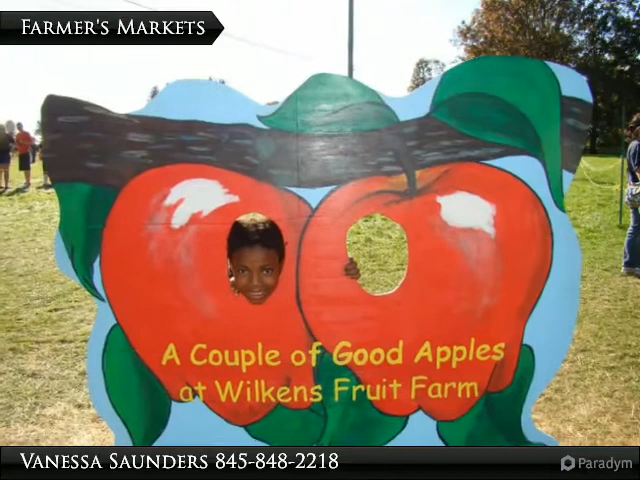 Farmer's Markets
A Couple of Good Apples
at Wilkens Fruit Farm
Vanessa Saunders 845-848-2218
Paradym